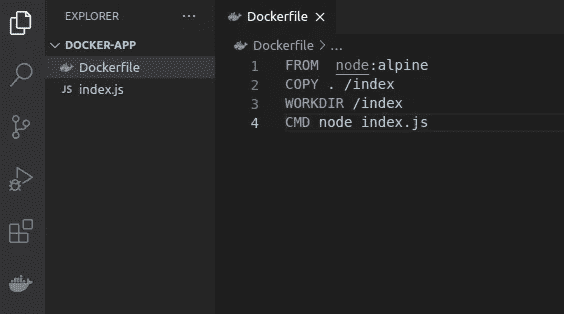 EXPLORER
···
DOCKER-APP
Dockerfile
JS index.js
Dockerfile ×
Dockerfile > ...
1 FROM  node:alpine
2 COPY . /index
3 WORKDIR /index
4 CMD node index.js